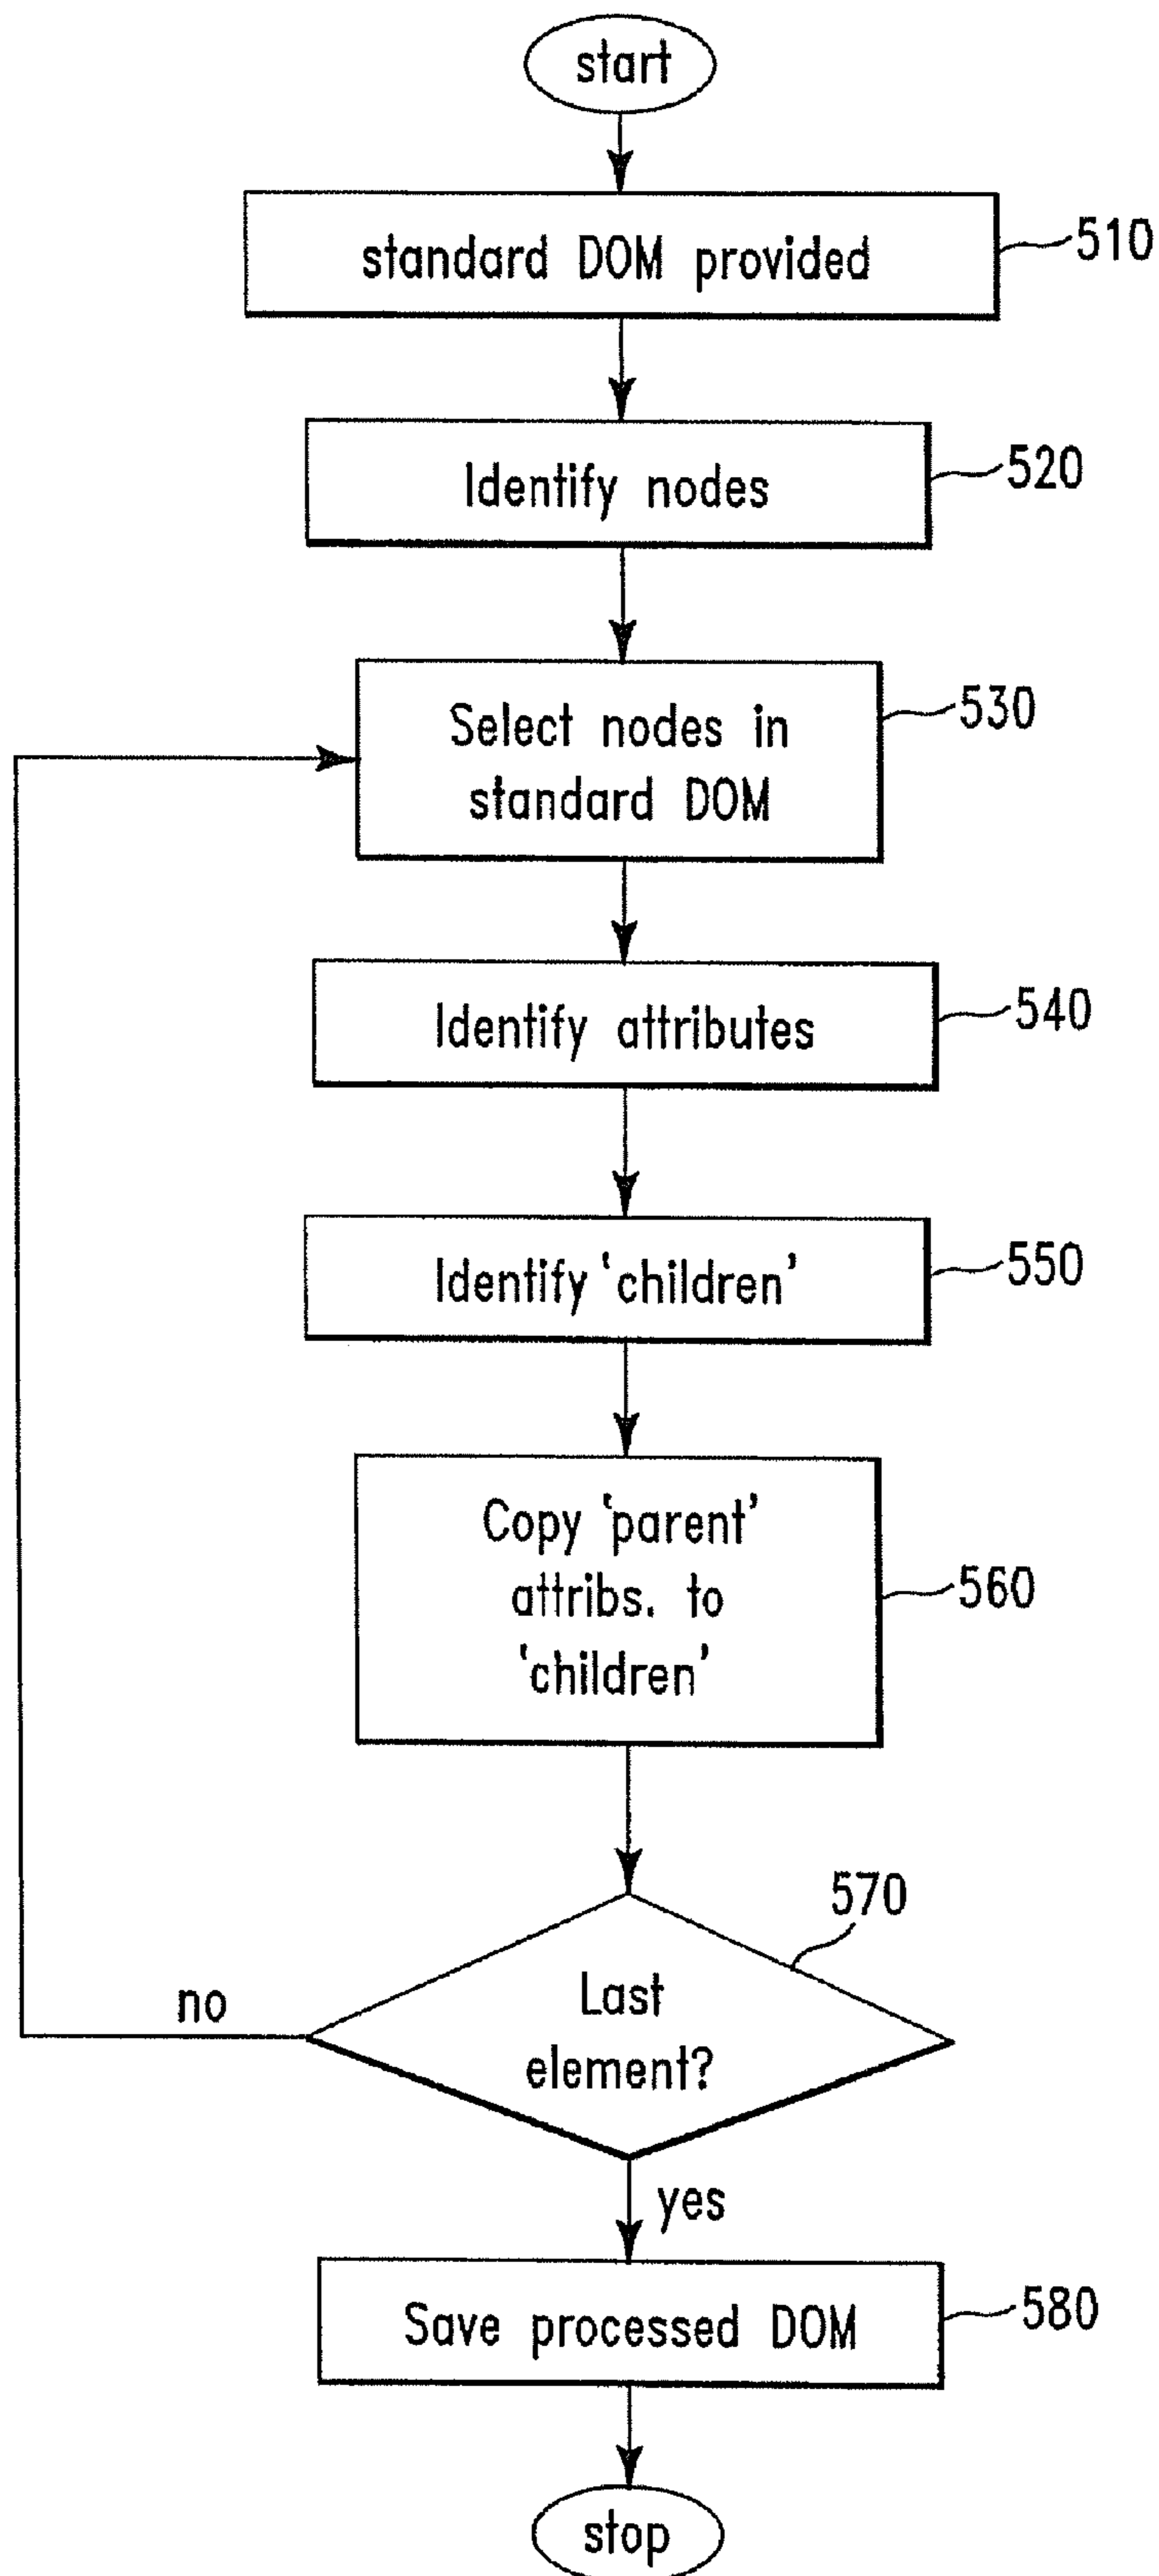 start
standard DOM provided
510
Identify nodes
520
Select nodes in
standard DOM
530
Identify attributes
540
Identify 'children'
550
Copy 'parent'
attribs. to
'children'
560
570
Last
element?
no
yes
Save processed DOM
580
stop